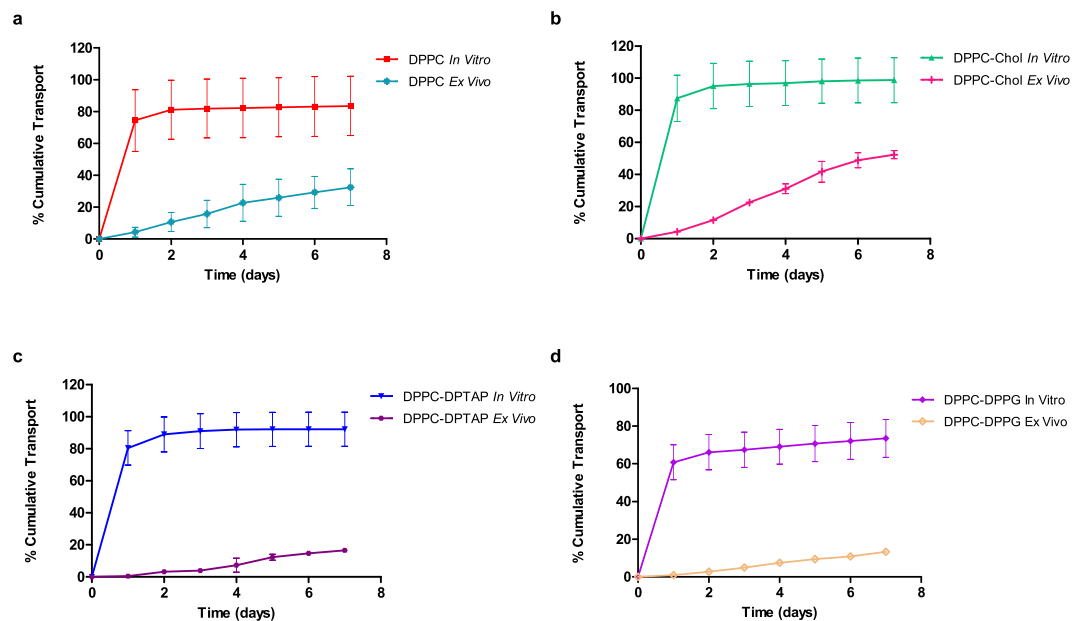 a
120
100
80
60
40
20
0
0 2 4 6 8
% Cumulative Transport
Time (days)
DPPC In Vitro
DPPC Ex Vivo
b
120
100
80
60
40
20
0
0 2 4 6 8
% Cumulative Transport
Time (days)
DPPC-Chol In Vitro
DPPC-Chol Ex Vivo
c
120
100
80
60
40
20
0
0 2 4 6 8
% Cumulative Transport
Time (days)
DPPC-DPTAP In Vitro
DPPC-DPTAP Ex Vivo
d
100
80
60
40
20
0
0 2 4 6 8
% Cumulative Transport
Time (days)
DPPC-DPPG In Vitro
DPPC-DPPG Ex Vivo